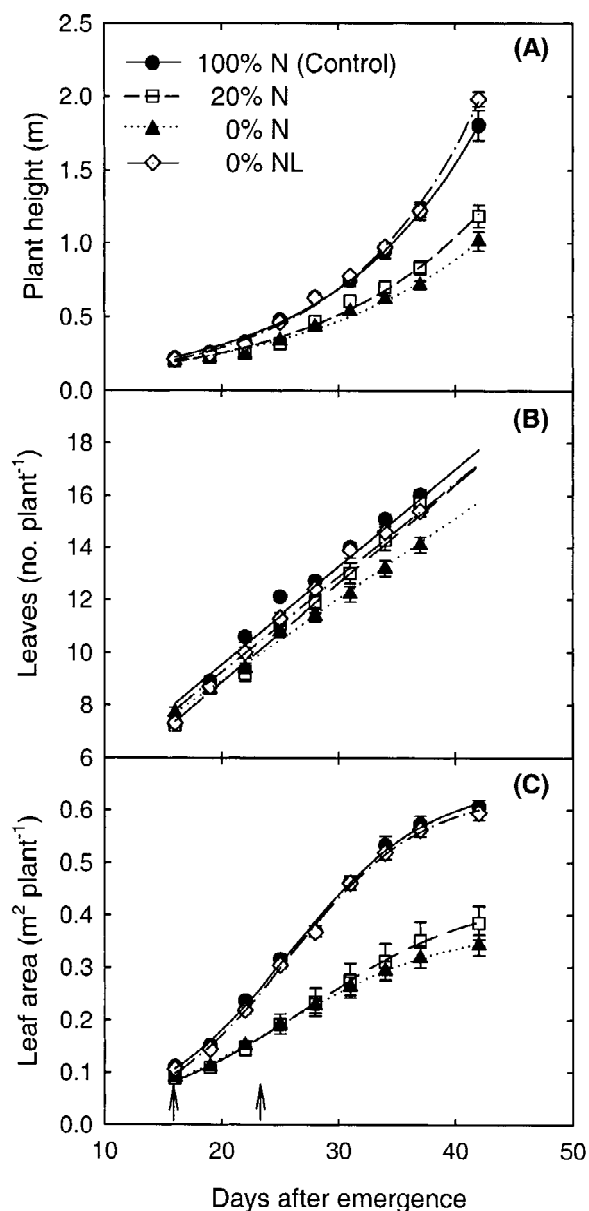 2.5
(A)
100% N (Control)
2.0
20% N
0% N
1.5
0% NL
1.0
0.5
0.0
Plant height (m)
(B)
18
16
14
12
10
8
6
Leaves (no. plant⁻¹)
(C)
0.6
0.5
0.4
0.3
0.2
0.1
0.0
Leaf area (m² plant⁻¹)
10 20 30 40 50
Days after emergence